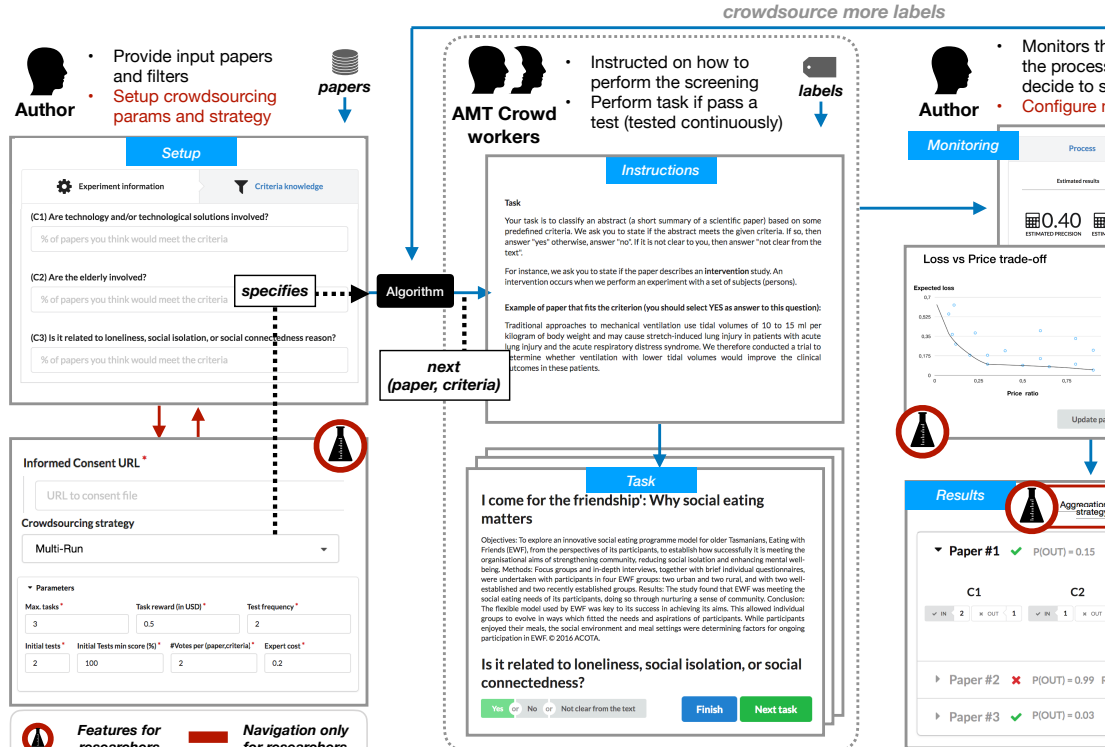 crowdsource more labels
Author
• Provide input papers
and filters
• Setup crowdsourcing
params and strategy
papers
Setup
Experiment information
Criteria knowledge
(C1) Are technology and/or technological solutions involved?
% of papers you think would meet the criteria
(C2) Are the elderly involved?
% of papers you think would meet the criteria
(C3) Is it related to loneliness, social isolation, or social connectedness reason?
% of papers you think would meet the criteria
specifies
Algorithm
next
(paper, criteria)
Informed Consent URL *
URL to consent file
Crowdsourcing strategy
Multi-Run
Parameters
Max. tasks * Task reward (in USD) * Test frequency *
3 0.5 2
Initial tests * Initial Tests min score (%) * #Votes per (paper,criteria) * Expert cost *
2 100 2 0.2
Features for
researchers
Navigation only
for researchers
AMT Crowd
workers
• Instructed on how to
perform the screening
• Perform task if pass a
test (tested continuously)
labels
Instructions
Task
Your task is to classify an abstract (a short summary of a scientific paper) based on some
predefined criteria. We ask you to state if the abstract meets the given criteria. If so, then
answer "yes" otherwise, answer "no". If it is not clear to you, then answer "not clear from the
text".
For instance, we ask you to state if the paper describes an intervention study. An
intervention occurs when we perform an experiment with a set of subjects (persons).
Example of paper that fits the criterion (you should select YES as answer to this question):
Traditional approaches to mechanical ventilation use tidal volumes of 10 to 15 ml per
kilogram of body weight and may cause stretch-induced lung injury in patients with acute
lung injury and the acute respiratory distress syndrome. We therefore conducted a trial to
determine whether ventilation with lower tidal volumes would improve the clinical
outcomes in these patients.
Task
I come for the friendship': Why social eating
matters
Objectives: To explore an innovative social eating programme model for older Tasmanians, Eating with
Friends (EWF), from the perspectives of its participants, to establish how successfully it is meeting the
organisational aims of strengthening community, reducing social isolation and enhancing mental well-
being. Methods: Focus groups and in-depth interviews, together with brief individual questionnaires,
were undertaken with participants in four EWF groups: two urban and two rural, and with two well-
established and two recently established groups. Results: The study found that EWF was meeting the
social eating needs of its participants, doing so through nurturing a sense of community. Conclusion:
The flexible model used by EWF was key to its success in achieving its aims. This allowed individual
groups to evolve in ways which fitted the needs and aspirations of participants. While participants
enjoyed their meals, the social environment and meal settings were determining factors for ongoing
participation in EWF. © 2016 ACOTA.
Is it related to loneliness, social isolation, or social
connectedness?
Yes or No or Not clear from the text
Finish
Next task
Author
• Monitors th
the process
decide to s
• Configure r
Monitoring
Process
Estimated results
0.40
ESTIMATED PRECISION ESTIM
Loss vs Price trade-off
Expected loss
0,7
0,525
0,35
0,175
0
0 0,25 0,5 0,75
Price ratio
Update pa
Results
Aggregation
strategy
Paper #1 P(OUT) = 0.15
C1 C2
IN 2 OUT 1 IN 1 OUT
Paper #2 P(OUT) = 0.99 P
Paper #3 P(OUT) = 0.03